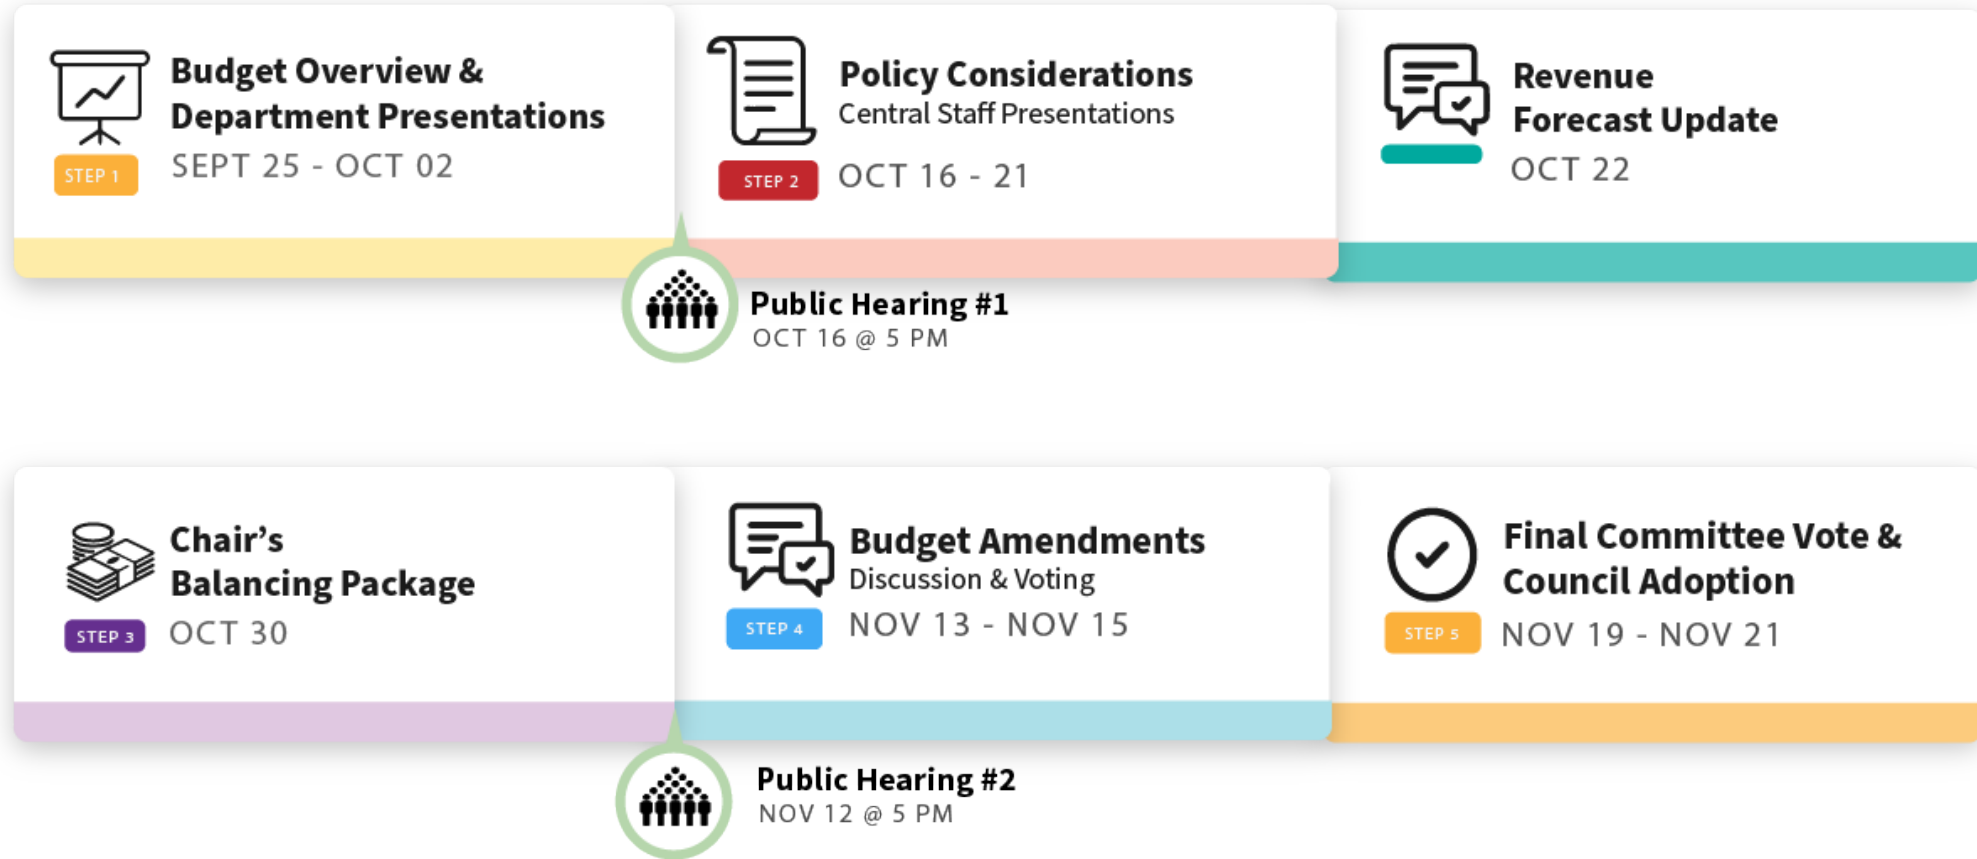 Budget Overview &
Department Presentations
STEP 1
SEPT 25 - OCT 02
Policy Considerations
Central Staff Presentations
STEP 2
OCT 16 - 21
Revenue
Forecast Update
OCT 22
Public Hearing #1
OCT 16 @ 5 PM
Chair’s
Balancing Package
STEP 3
OCT 30
Budget Amendments
Discussion & Voting
STEP 4
NOV 13 - NOV 15
Final Committee Vote &
Council Adoption
STEP 5
NOV 19 - NOV 21
Public Hearing #2
NOV 12 @ 5 PM